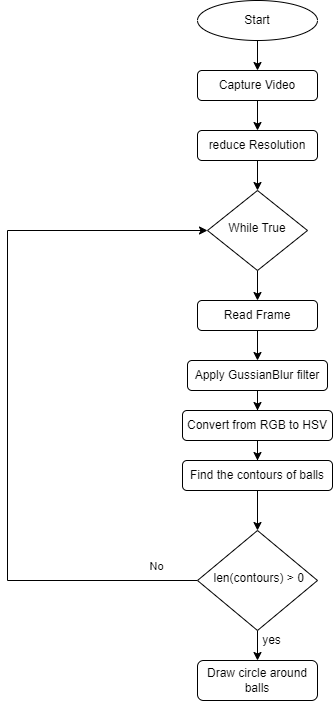 Start
Capture Video
reduce Resolution
While True
Read Frame
Apply GussianBlur filter
Convert from RGB to HSV
Find the contours of balls
No
len(contours) > 0
yes
Draw circle around
balls